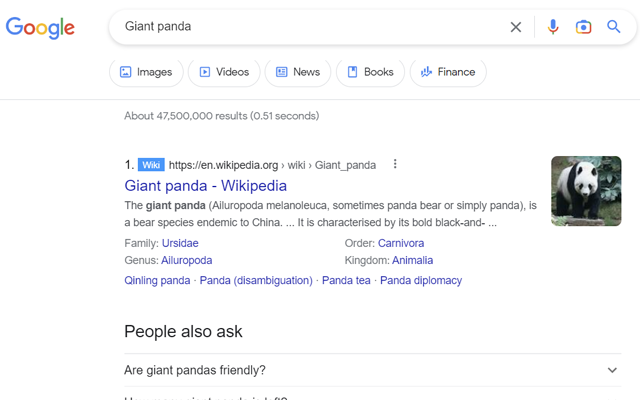 Google
Giant panda
Images Videos News Books Finance
About 47,500,000 results (0.51 seconds)
1. Wiki https://en.wikipedia.org › wiki › Giant_panda
Giant panda - Wikipedia
The giant panda (Ailuropoda melanoleuca, sometimes panda bear or simply panda), is
a bear species endemic to China. ... It is characterised by its bold black-and- ...
Family: Ursidae Order: Carnivora
Genus: Ailuropoda Kingdom: Animalia
Qinling panda · Panda (disambiguation) · Panda tea · Panda diplomacy
People also ask
Are giant pandas friendly?